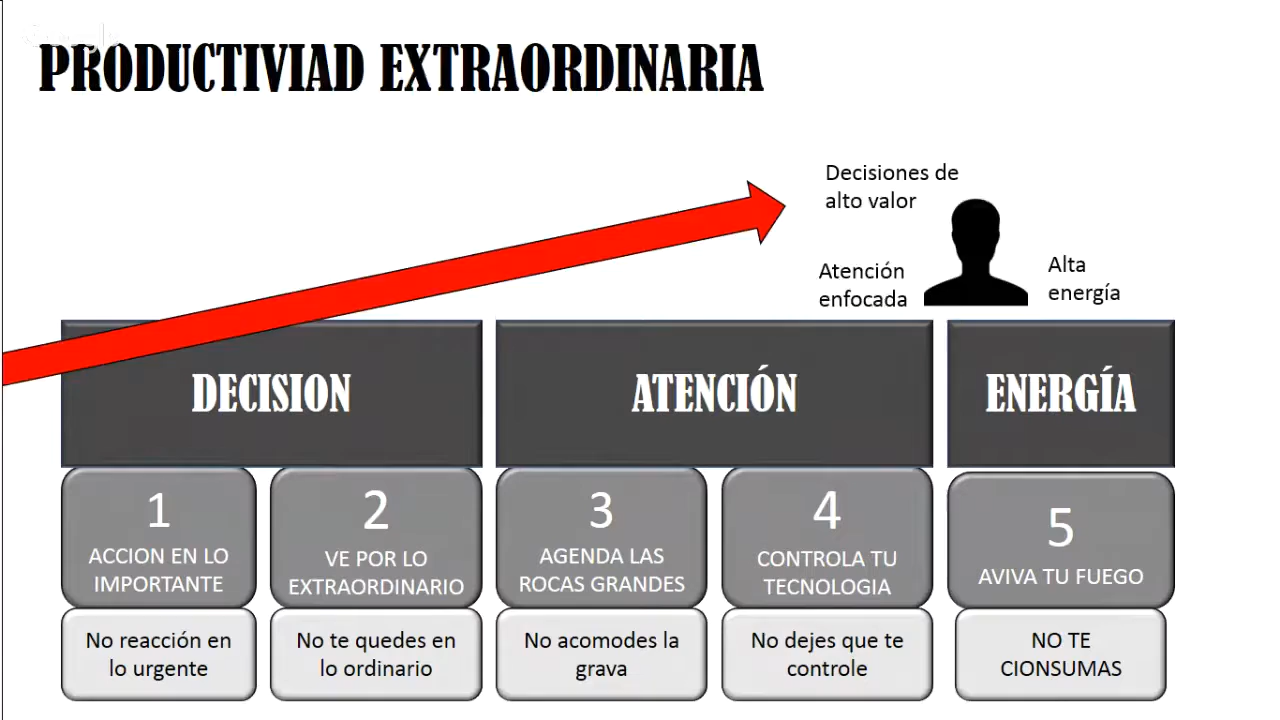 Google
PRODUCTIVIAD EXTRAORDINARIA
Decisiones de
alto valor
Atención
enfocada
Alta
energía
DECISION
ATENCIÓN
ENERGÍA
1
ACCION EN LO
IMPORTANTE
2
VE POR LO
EXTRAORDINARIO
3
AGENDA LAS
ROCAS GRANDES
4
CONTROLA TU
TECNOLOGIA
5
AVIVA TU FUEGO
No reacción en
lo urgente
No te quedes en
lo ordinario
No acomodes la
grava
No dejes que te
controle
NO TE
CIONSUMAS